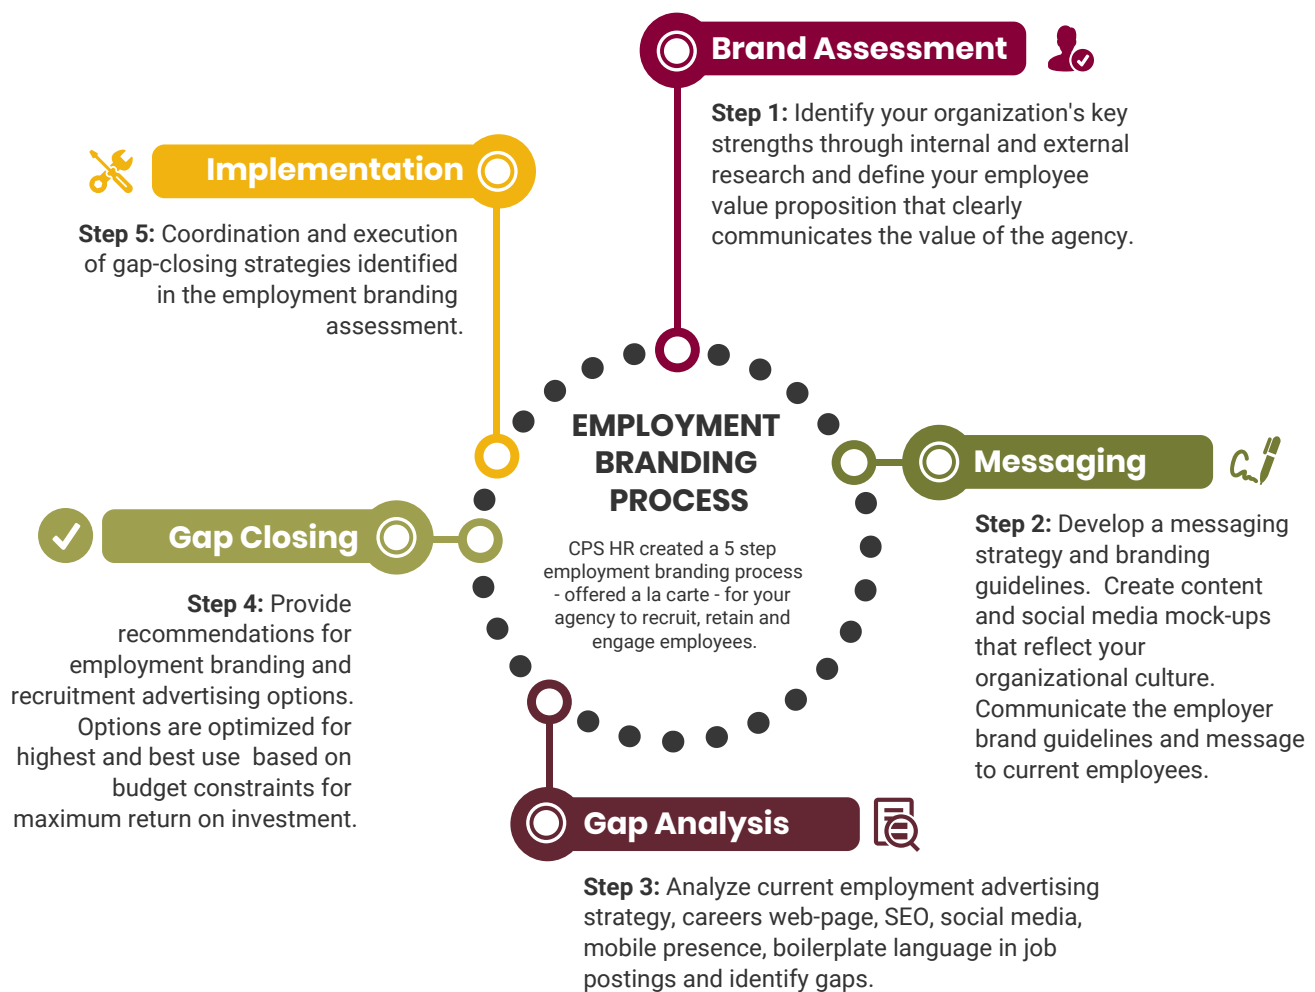 Brand Assessment
Step 1: Identify your organization's key
strengths through internal and external
research and define your employee
value proposition that clearly
communicates the value of the agency.
Implementation
Step 5: Coordination and execution
of gap-closing strategies identified
in the employment branding
assessment.
EMPLOYMENT
BRANDING
PROCESS
CPS HR created a 5 step
employment branding process
- offered a la carte - for your
agency to recruit, retain and
engage employees.
Messaging
Step 2: Develop a messaging
strategy and branding
guidelines.  Create content
and social media mock-ups
that reflect your
organizational culture.
Communicate the employer
brand guidelines and message
to current employees.
Gap Closing
Step 4: Provide
recommendations for
employment branding and
recruitment advertising options.
Options are optimized for
highest and best use  based on
budget constraints for
maximum return on investment.
Gap Analysis
Step 3: Analyze current employment advertising
strategy, careers web-page, SEO, social media,
mobile presence, boilerplate language in job
postings and identify gaps.